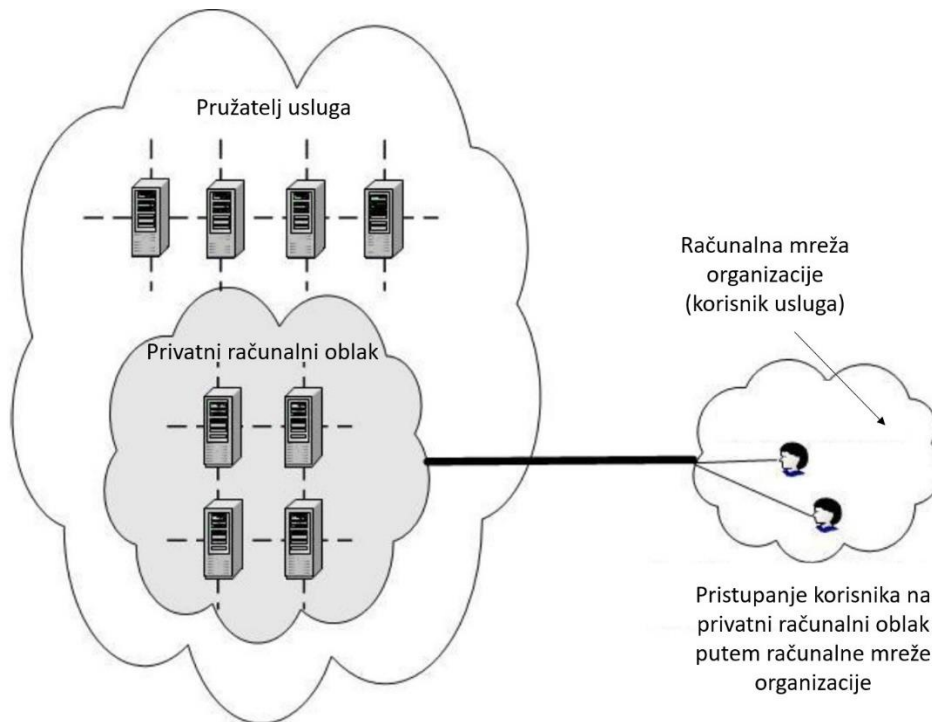 Pružatelj usluga
Privatni računalni oblak
Računalna mreža
organizacije
(korisnik usluga)
Pristupanje korisnika na
privatni računalni oblak
putem računalne mreže
organizacije